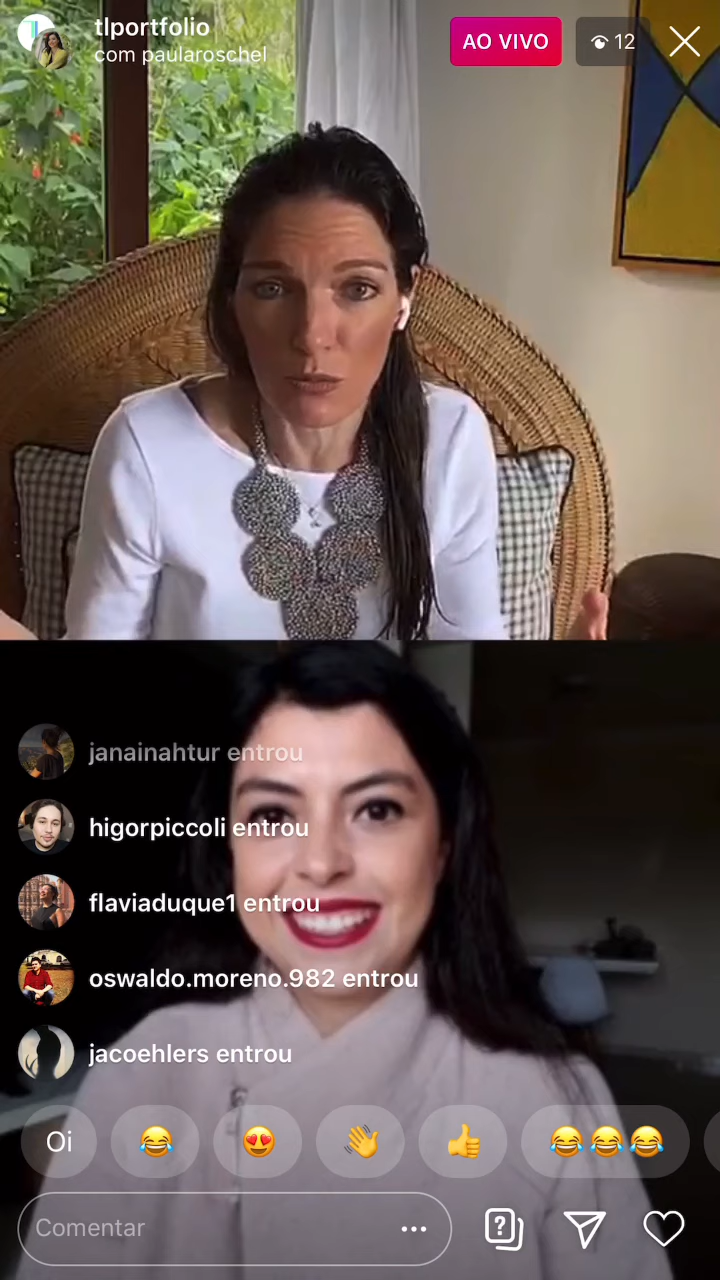 tlportfolio
com paularoschel
AO VIVO
12
janainahtur entrou
higorpiccoli entrou
flaviaduque1 entrou
oswaldo.moreno.982 entrou
jacoehlers entrou
Oi
Comentar